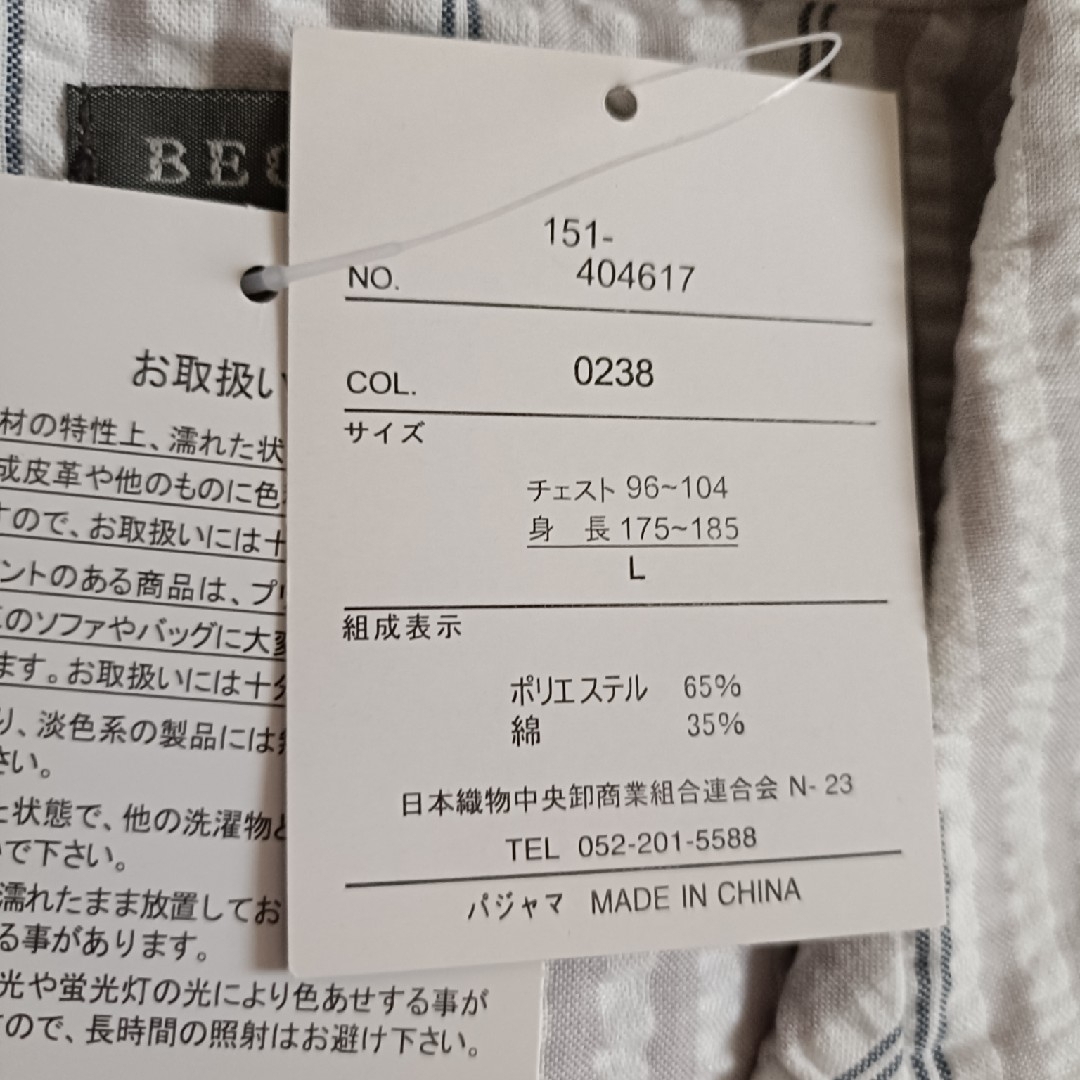 BE
151-
NO. 404617
COL. 0238
サイズ
チェスト 96~104
身 長 175~185
L
組成表示
ポリエステル 65%
綿 35%
日本織物中央卸商業組合連合会 N- 23
TEL 052-201-5588
パジャマ MADE IN CHINA
お取扱い
材の特性上、濡れた状
成皮革や他のものに色
ので、お取扱いには十
ントのある商品は、プリ
のソファやバッグに大変
ます。お取扱いには十分
り、淡色系の製品には
さい。
状態で、他の洗濯物と
いで下さい。
濡れたまま放置してお
る事があります。
光や蛍光灯の光により色あせする事が
すので、長時間の照射はお避け下さい。